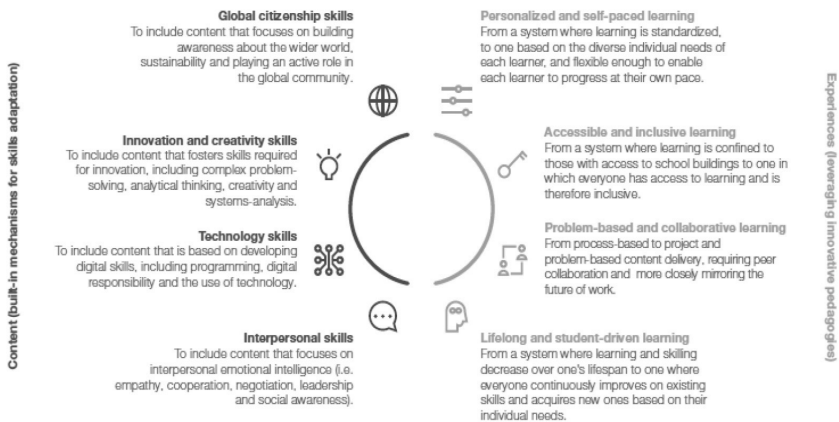 Content (built-in mechanisms for skills adaptation)
Global citizenship skills
To include content that focuses on building
awareness about the wider world,
sustainability and playing an active role in
the global community.
Innovation and creativity skills
To include content that fosters skills required
for innovation, including complex problem-
solving, analytical thinking, creativity and
systems-analysis.
Technology skills
To include content that is based on developing
digital skills, including programming, digital
responsibility and the use of technology.
Interpersonal skills
To include content that focuses on
interpersonal emotional intelligence (i.e.
empathy, cooperation, negotiation, leadership
and social awareness).
Personalized and self-paced learning
From a system where learning is standardized,
to one based on the diverse individual needs of
each learner, and flexible enough to enable
each learner to progress at their own pace.
Accessible and inclusive learning
From a system where learning is confined to
those with access to school buildings to one in
which everyone has access to learning and is
therefore inclusive.
Problem-based and collaborative learning
From process-based to project and
problem-based content delivery, requiring peer
collaboration and more closely mirroring the
future of work.
Lifelong and student-driven learning
From a system where learning and skilling
decrease over one's lifespan to one where
everyone continuously improves on existing
skills and acquires new ones based on their
individual needs.
Experiences (leveraging innovative pedagogies)